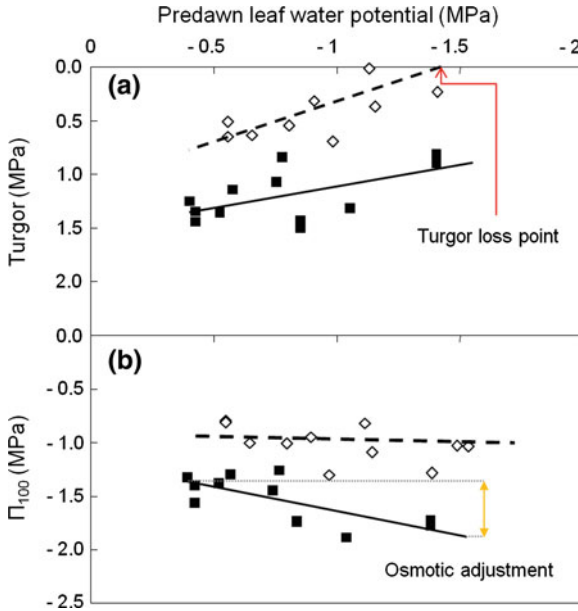 Predawn leaf water potential (MPa)
0 - 0.5 - 1 - 1.5 - 2
(a)
0.0
0.5
1.0
1.5
2.0
0.0
Turgor (MPa)
Turgor loss point
(b)
- 0.5
- 1.0
- 1.5
- 2.0
- 2.5
Π100 (MPa)
Osmotic adjustment